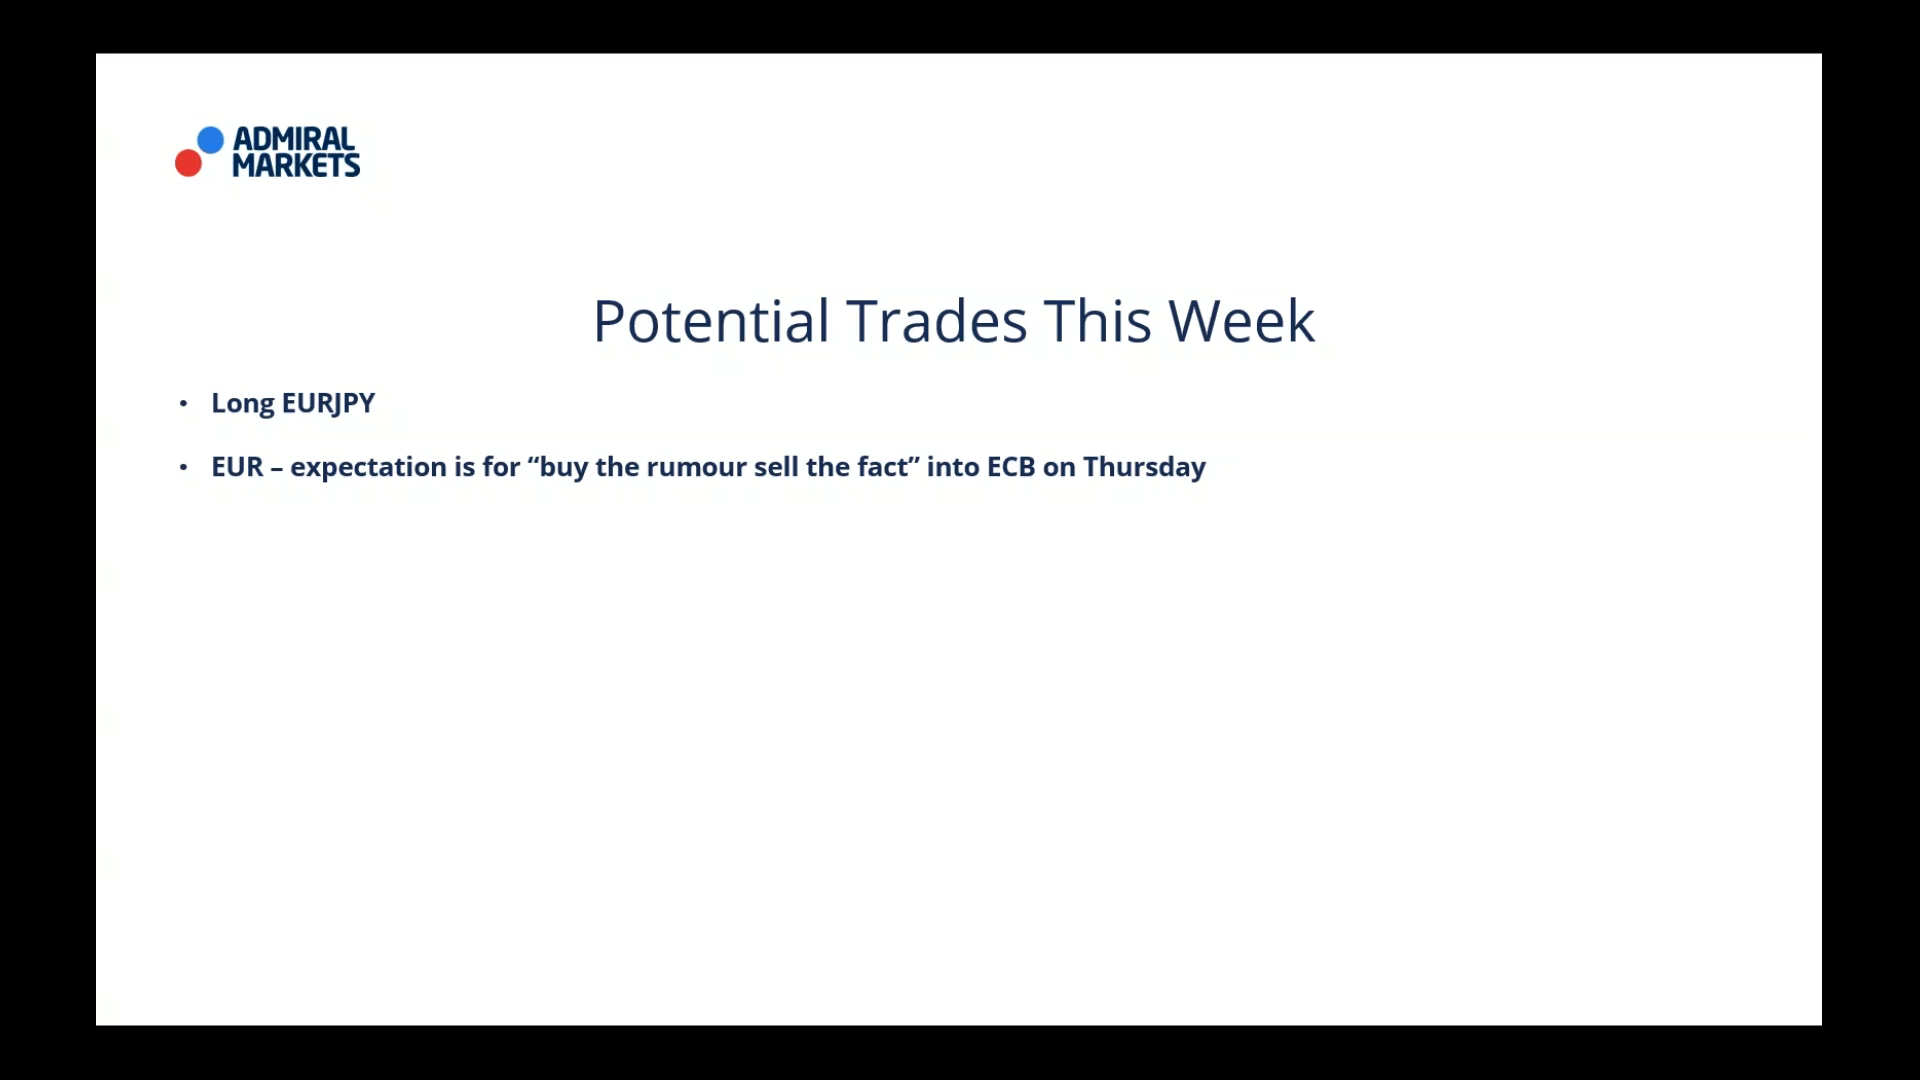 ADMIRAL
MARKETS
Potential Trades This Week
• Long EURJPY
• EUR – expectation is for “buy the rumour sell the fact” into ECB on Thursday